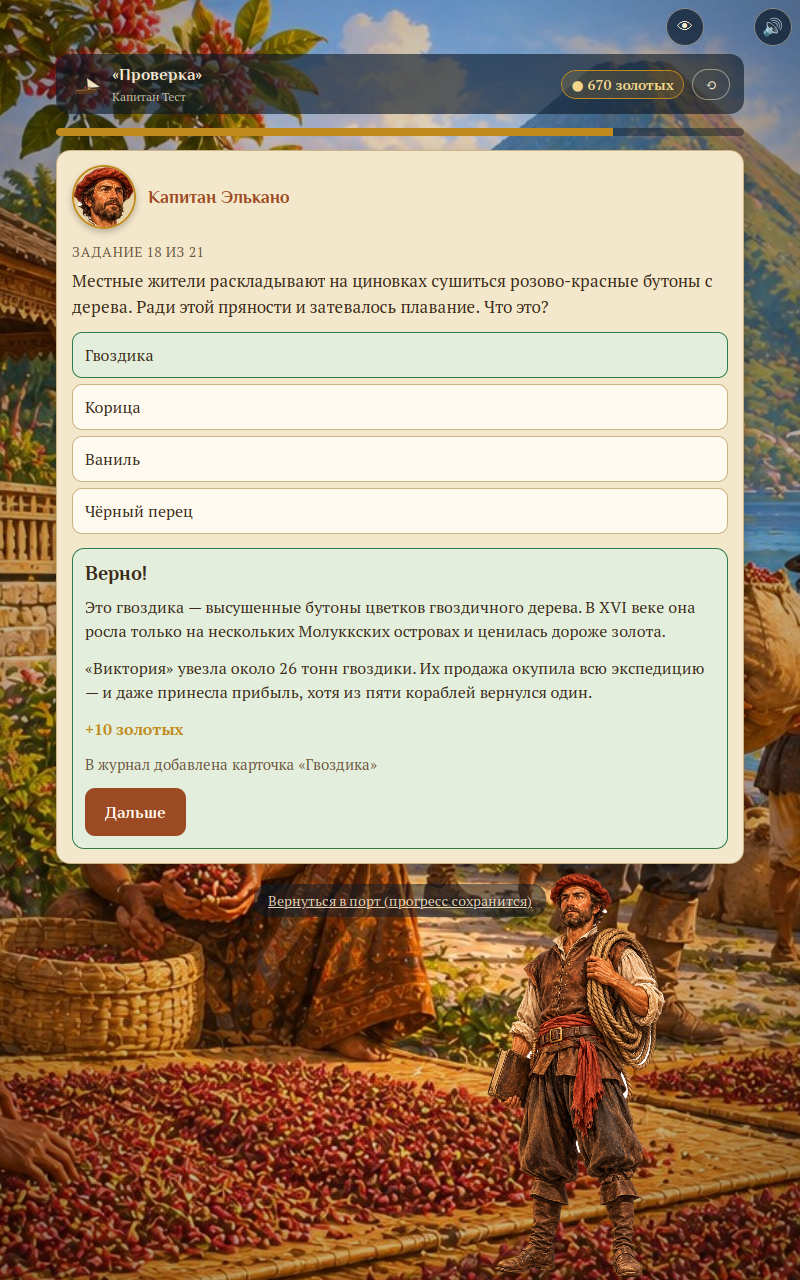 «Проверка»
Капитан Тест
670 золотых
Капитан Элькано
ЗАДАНИЕ 18 ИЗ 21
Местные жители раскладывают на циновках сушиться розово-красные бутоны с
дерева. Ради этой пряности и затевалось плавание. Что это?
Гвоздика
Корица
Ваниль
Чёрный перец
Верно!
Это гвоздика — высушенные бутоны цветков гвоздичного дерева. В XVI веке она
росла только на нескольких Молуккских островах и ценилась дороже золота.
«Виктория» увезла около 26 тонн гвоздики. Их продажа окупила всю экспедицию
— и даже принесла прибыль, хотя из пяти кораблей вернулся один.
+10 золотых
В журнал добавлена карточка «Гвоздика»
Дальше
Вернуться в порт (прогресс сохранится)